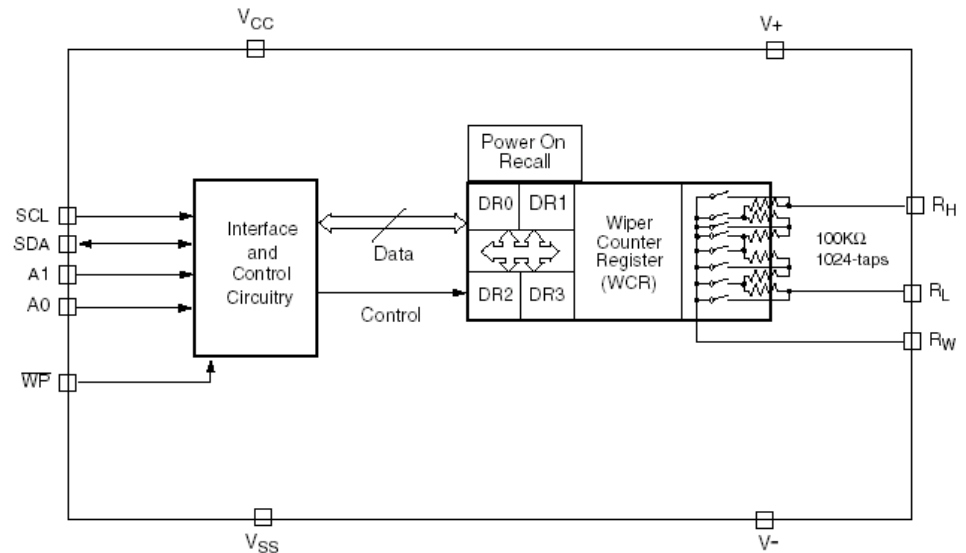 VCC
V+
Power On
Recall
SCL
SDA
A1
A0
WP
Interface
and
Control
Circuitry
Data
Control
DR0
DR1
DR2
DR3
Wiper
Counter
Register
(WCR)
100KΩ
1024-taps
RH
RL
RW
VSS
V-